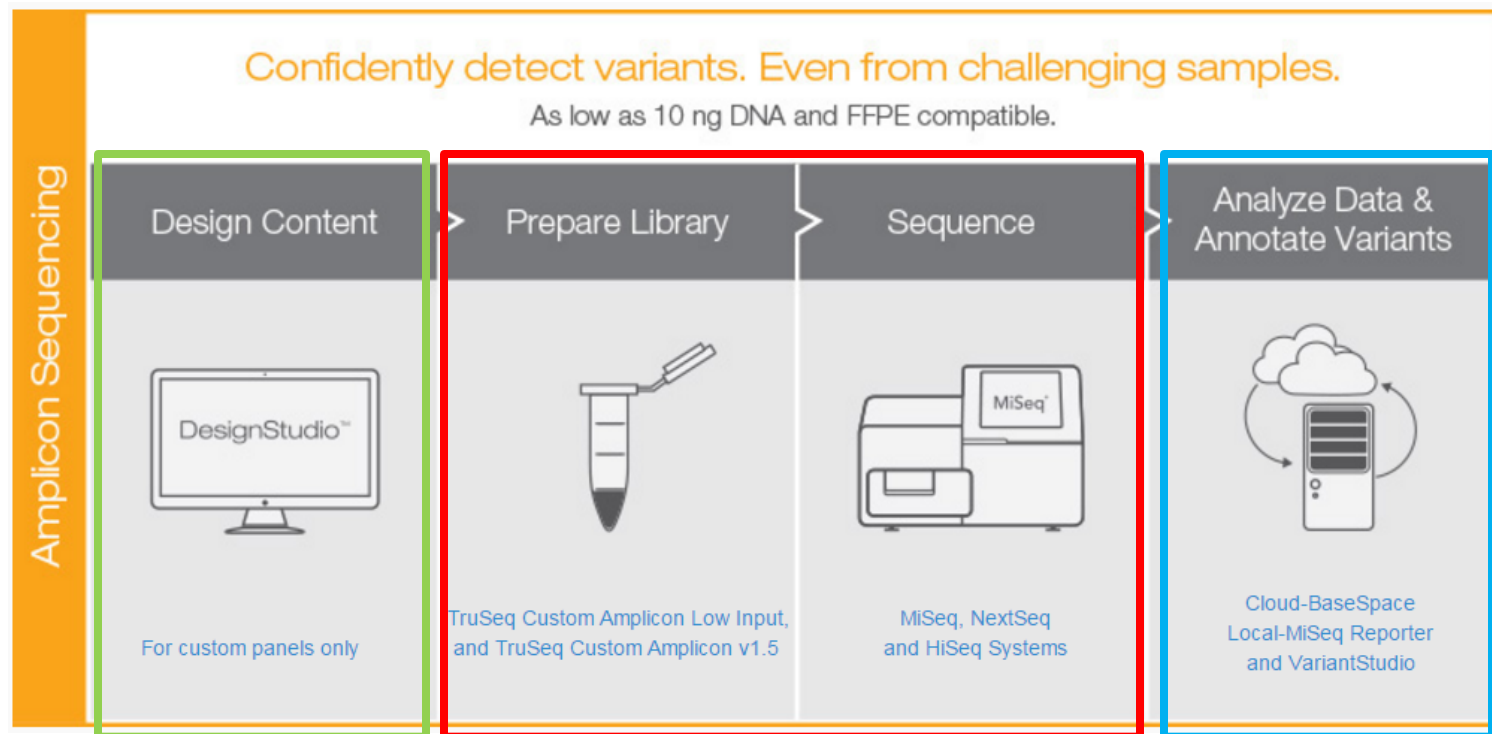 Amplicon Sequencing
Confidently detect variants. Even from challenging samples.
As low as 10 ng DNA and FFPE compatible.
Design Content
Prepare Library
Sequence
Analyze Data &
Annotate Variants
DesignStudio™
MiSeq®
For custom panels only
TruSeq Custom Amplicon Low Input,
and TruSeq Custom Amplicon v1.5
MiSeq, NextSeq
and HiSeq Systems
Cloud-BaseSpace
Local-MiSeq Reporter
and VariantStudio